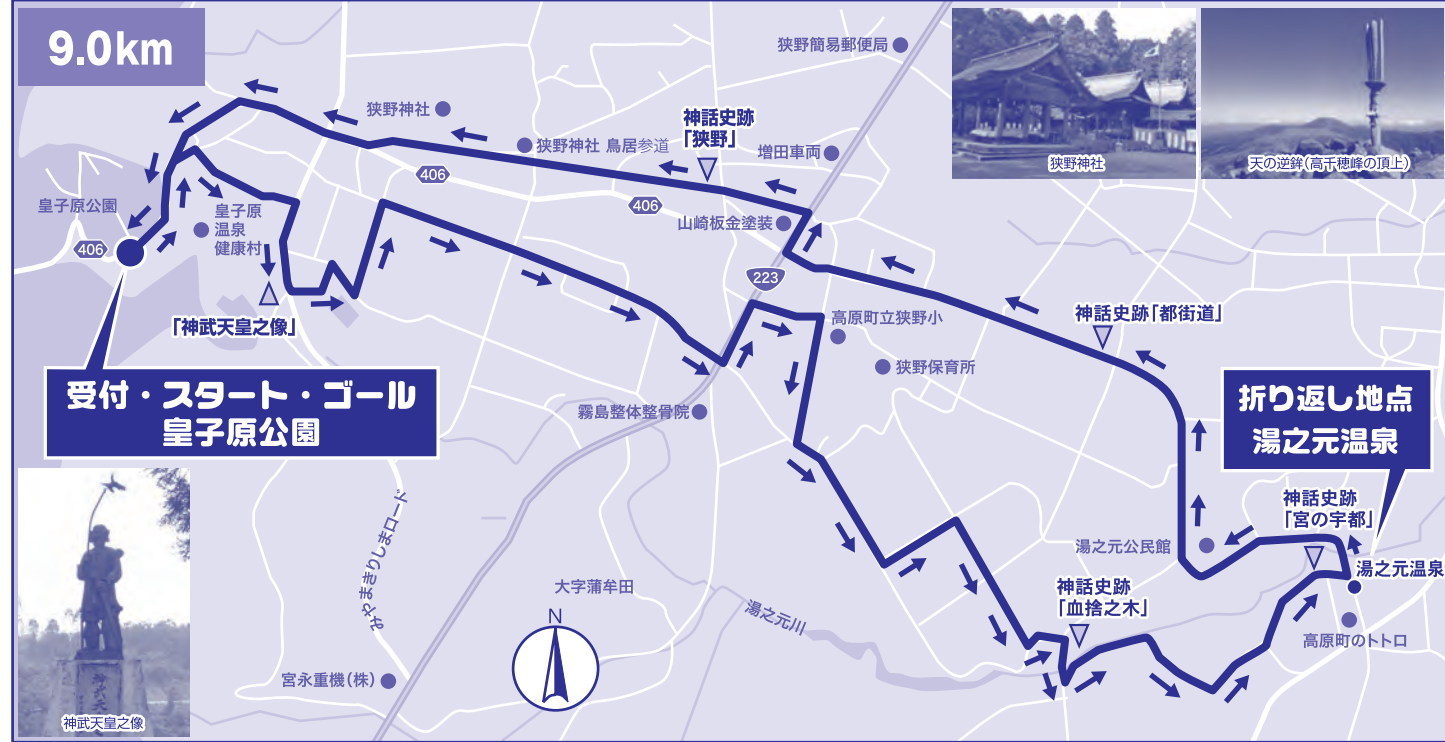 9.0km
狭野簡易郵便局
狭野神社
天の逆鉾(高千穂峰の頂上)
狭野神社
神話史跡
「狭野」
狭野神社 鳥居参道
増田車両
406
406
山崎板金塗装
皇子原公園
皇子原
温泉
健康村
406
223
「神武天皇之像」
高原町立狭野小
神話史跡「都街道」
狭野保育所
受付・スタート・ゴール
皇子原公園
霧島整体整骨院
折り返し地点
湯之元温泉
みやまきりしまロード
神話史跡
「宮の宇都」
湯之元公民館
湯之元温泉
大字蒲牟田
神話史跡
「血捨之木」
湯之元川
N
高原町のトトロ
宮永重機(株)
神武天
神武天皇之像